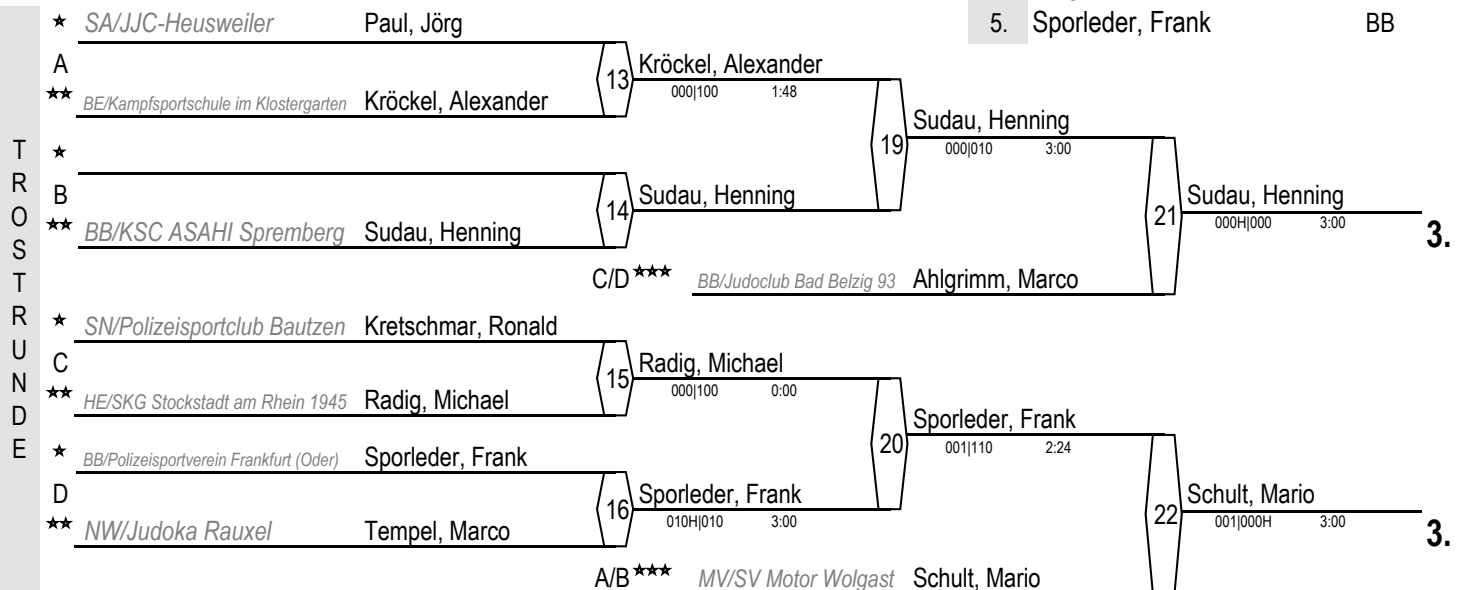 ★ SA/JJC-Heusweiler Paul, Jörg
5. Sporleder, Frank BB
A
13 Kröckel, Alexander
000|100 1:48
★★ BE/Kampfsportschule im Klostergarten Kröckel, Alexander
Sudau, Henning
19 000|010 3:00
★
B
14 Sudau, Henning
21 Sudau, Henning
000H|000 3:00
3.
★★ BB/KSC ASAHI Spremberg Sudau, Henning
C/D ★★★ BB/Judoclub Bad Belzig 93 Ahlgrimm, Marco
TROSTRUNDE
★ SN/Polizeisportclub Bautzen Kretschmar, Ronald
C
15 Radig, Michael
000|100 0:00
★★ HE/SKG Stockstadt am Rhein 1945 Radig, Michael
Sporleder, Frank
20 001|110 2:24
★ BB/Polizeisportverein Frankfurt (Oder) Sporleder, Frank
D
16 Sporleder, Frank
010H|010 3:00
22 Schult, Mario
001|000H 3:00
3.
★★ NW/Judoka Rauxel Tempel, Marco
A/B ★★★ MV/SV Motor Wolgast Schult, Mario